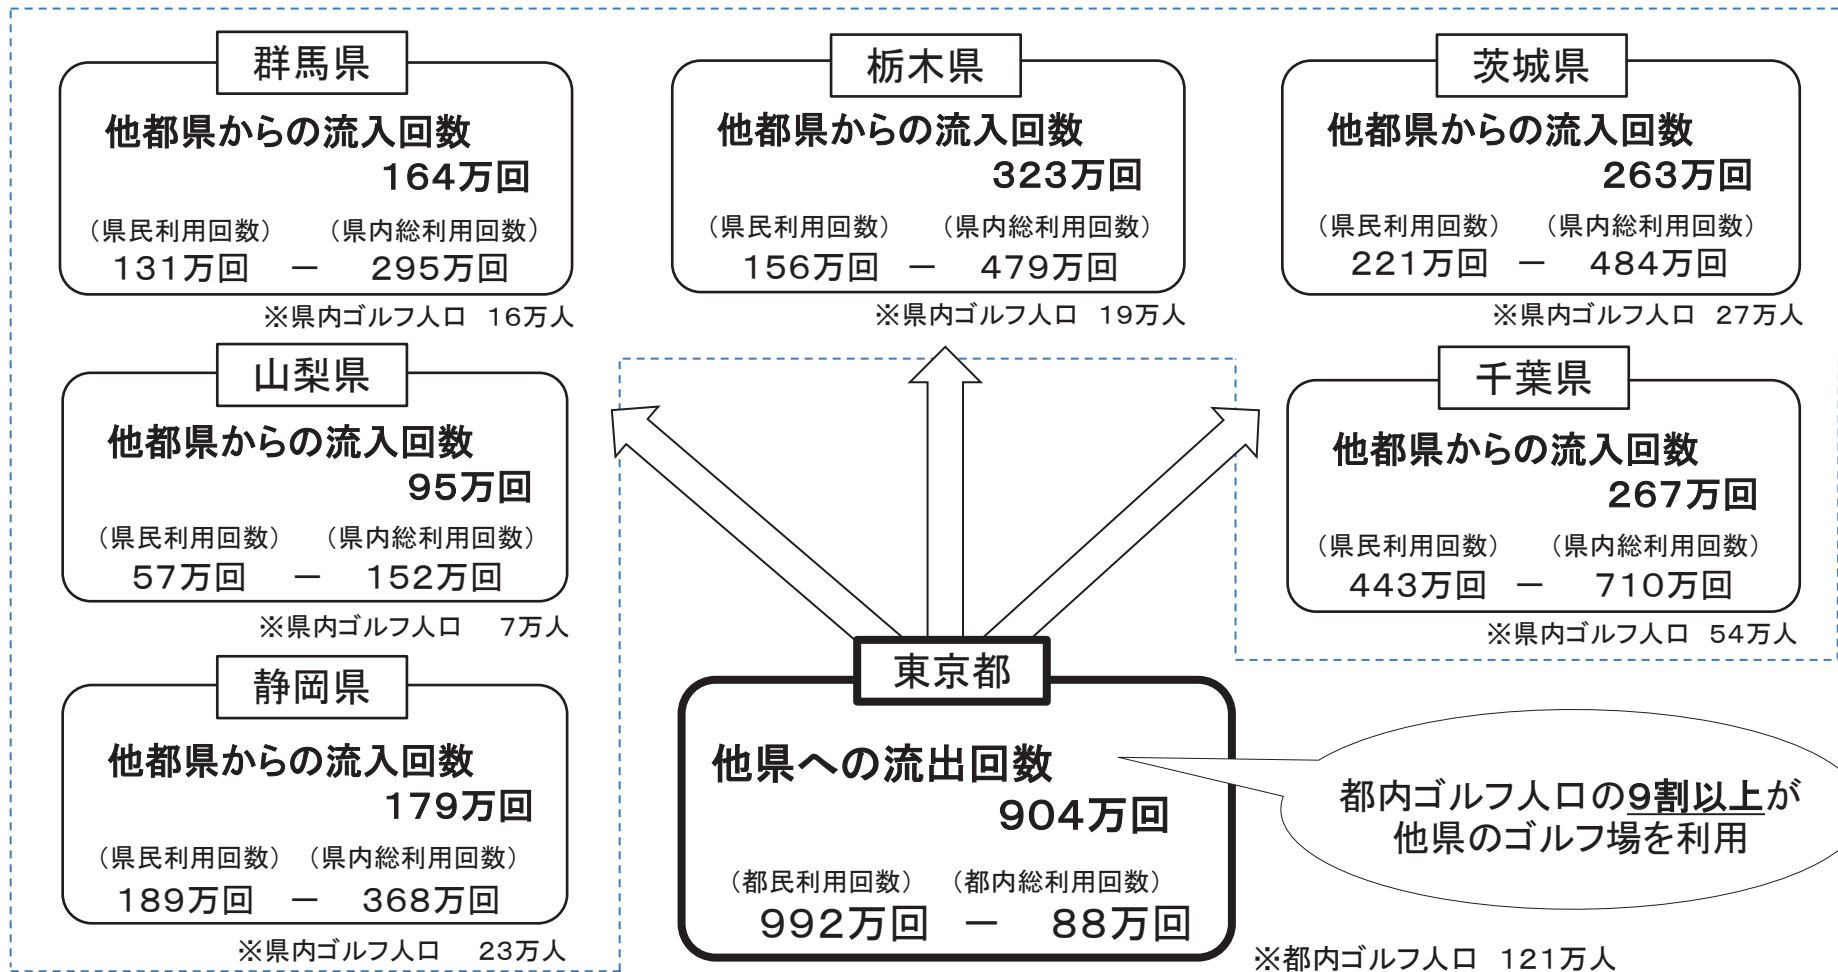 群馬県
他都県からの流入回数
164万回
（県民利用回数） （県内総利用回数）
131万回 － 295万回
※県内ゴルフ人口 16万人
栃木県
他都県からの流入回数
323万回
（県民利用回数） （県内総利用回数）
156万回 － 479万回
※県内ゴルフ人口 19万人
茨城県
他都県からの流入回数
263万回
（県民利用回数） （県内総利用回数）
221万回 － 484万回
※県内ゴルフ人口 27万人
山梨県
他都県からの流入回数
95万回
（県民利用回数） （県内総利用回数）
57万回 － 152万回
※県内ゴルフ人口 7万人
千葉県
他都県からの流入回数
267万回
（県民利用回数） （県内総利用回数）
443万回 － 710万回
※県内ゴルフ人口 54万人
静岡県
他都県からの流入回数
179万回
（県民利用回数） （県内総利用回数）
189万回 － 368万回
※県内ゴルフ人口 23万人
東京都
他県への流出回数
904万回
（都民利用回数） （都内総利用回数）
992万回 － 88万回
※都内ゴルフ人口 121万人
都内ゴルフ人口の9割以上が
他県のゴルフ場を利用